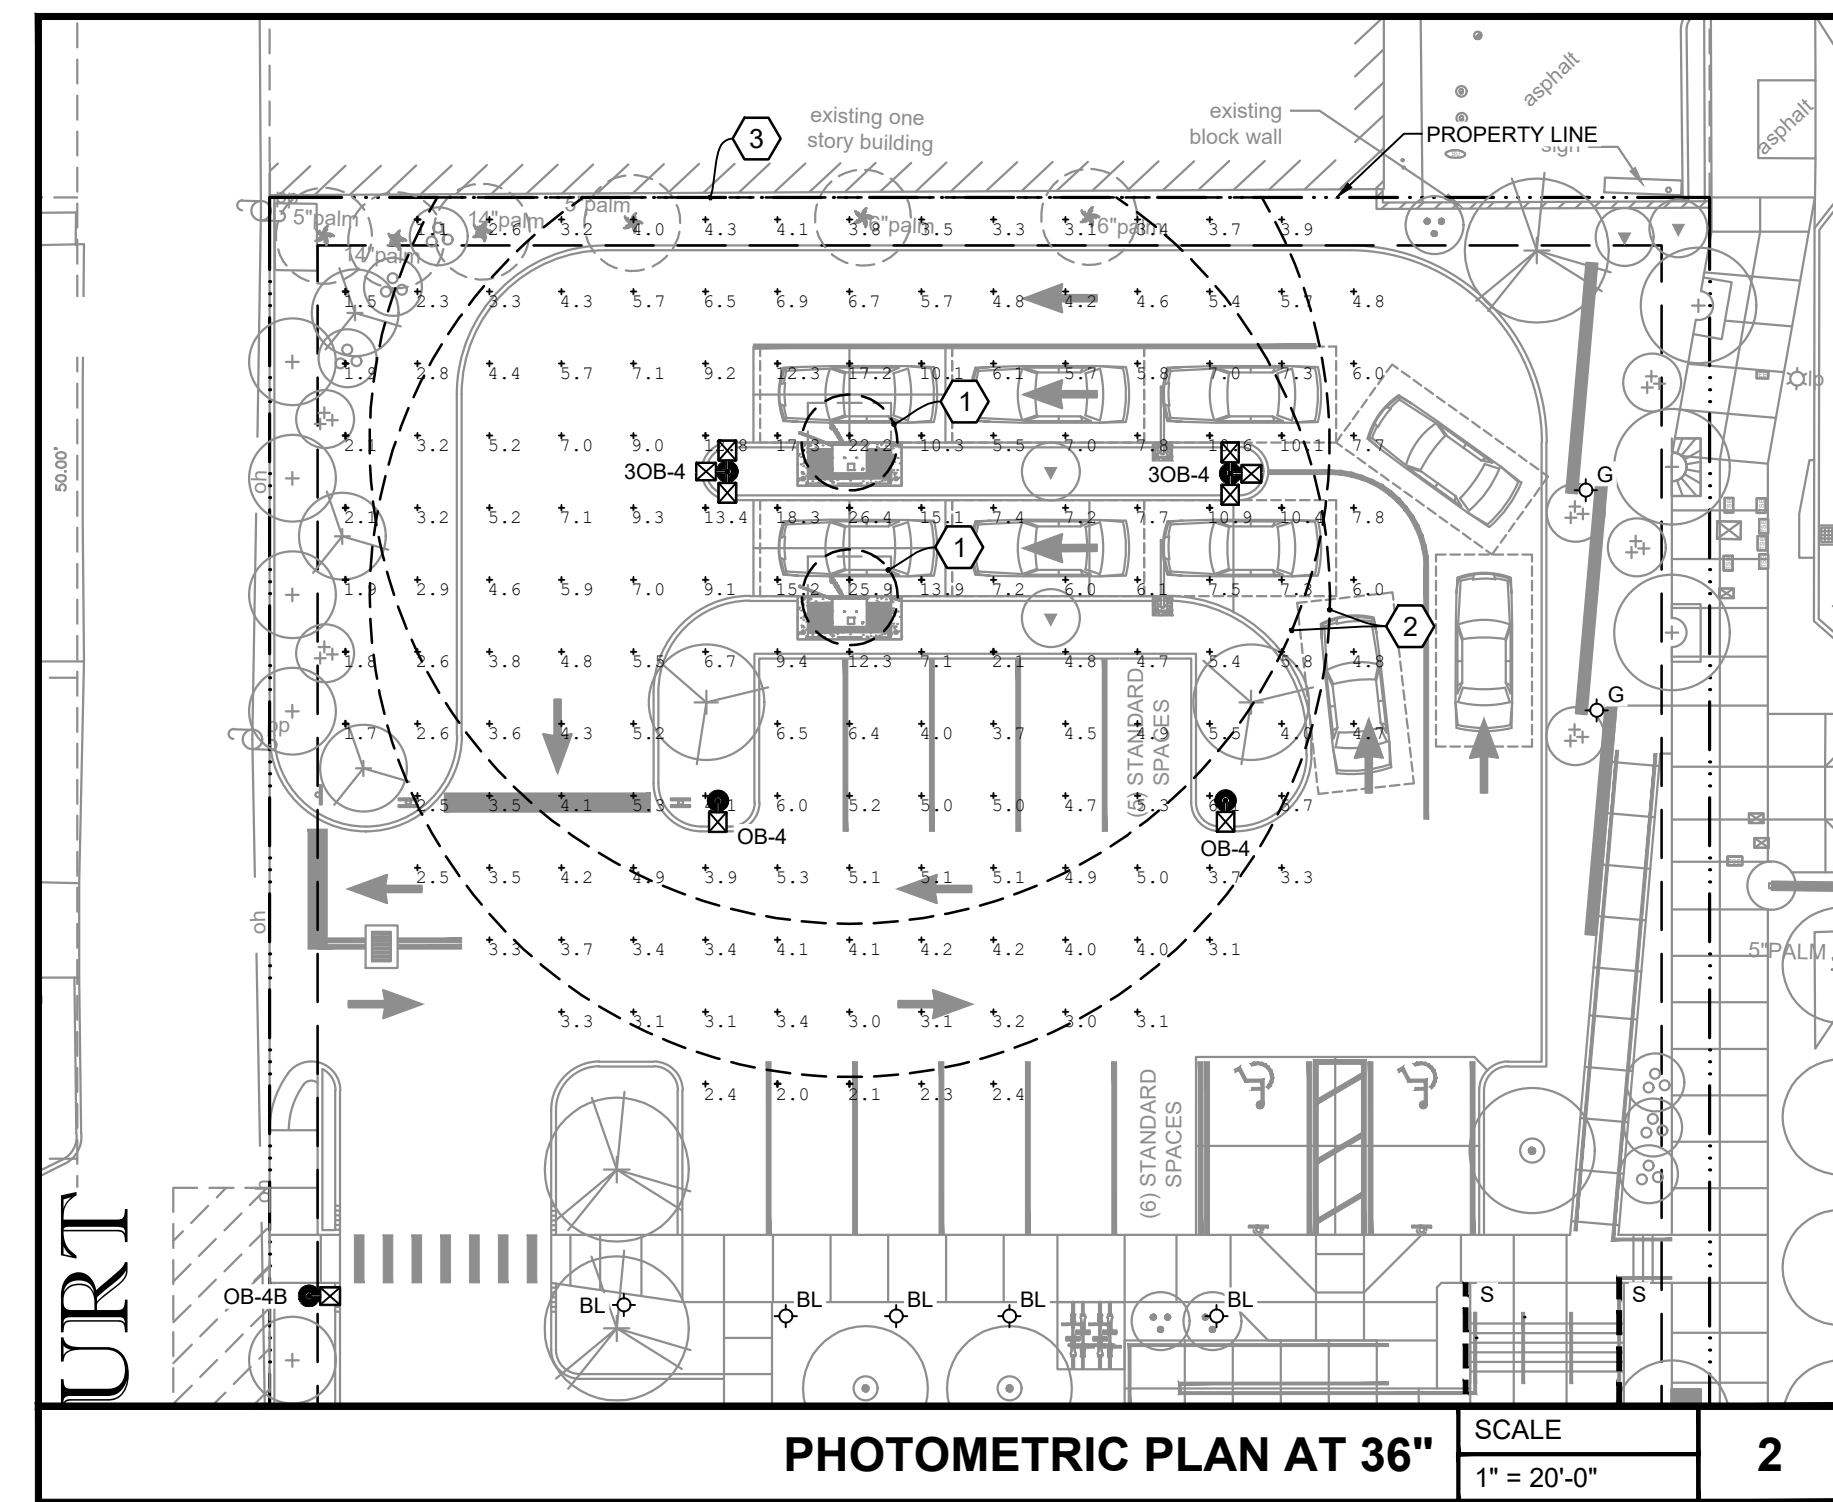 asphalt
asphalt
existing one
story building
existing
block wall
PROPERTY LINE
sign
3
5"palm
14"palm
5"palm
6"palm
6"palm
14"palm
2.6 3.2 4.0 4.3 4.1 3.8 3.5 3.3 3.1 3.4 3.7 3.9
1.5 2.3 3.3 4.3 5.7 6.5 6.9 6.7 5.7 4.8 4.2 4.6 5.4 5.7 4.8
1.9 2.8 4.4 5.7 7.1 9.2 12.3 17.2 10.1 6.1 5.7 5.8 7.0 7.3 6.0
lp
1
2.1 3.2 5.2 7.0 9.0 17.3 22.2 10.3 5.5 7.0 7.8 10.6 10.1 7.7
3OB-4
3OB-4
G
50.00'
oh
2.1 3.2 5.2 7.1 9.3 13.4 18.3 26.4 15.1 7.4 7.2 7.7 10.9 10.4 7.8
1
1.9 2.9 4.6 5.9 7.0 9.1 15.2 25.9 13.9 7.2 6.0 6.1 7.5 7.3 6.0
2
1.8 2.6 3.8 4.8 5.5 6.7 9.4 12.3 7.1 2.1 4.8 4.7 5.4 5.8 4.8
G
pp
1.7 2.6 3.6 4.3 5.2 6.5 6.4 4.0 3.7 4.5 4.9 5.5 4.0 4.7
(5) STANDARD
SPACES
2.5 3.5 4.1 5.3 4.1 6.0 5.2 5.0 5.0 4.7 5.3 6.1 3.7
OB-4
OB-4
2.5 3.5 4.2 4.9 3.9 5.3 5.1 5.1 5.1 4.9 5.0 3.7 3.3
oh
3.3 3.7 3.4 3.4 4.1 4.1 4.2 4.2 4.0 4.0 3.1
5"PALM
3.3 3.1 3.1 3.4 3.0 3.1 3.2 3.0 3.1
2.4 2.0 2.1 2.3 2.4
(6) STANDARD
SPACES
oh
URT
OB-4B
BL
BL
BL
BL
BL
S
S
PHOTOMETRIC PLAN AT 36"
SCALE
1" = 20'-0"
2